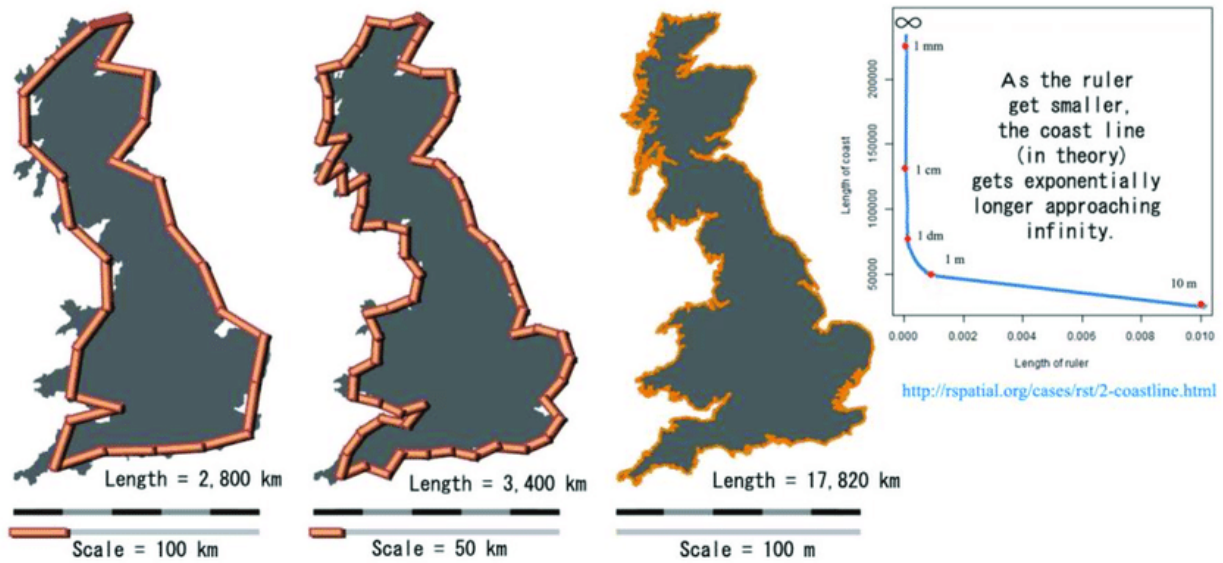 Length = 2,800 km
Scale = 100 km
Length = 3,400 km
Scale = 50 km
Length = 17,820 km
Scale = 100 m
∞
1 mm
1 cm
1 dm
1 m
10 m
As the ruler
get smaller,
the coast line
(in theory)
gets exponentially
longer approaching
infinity.
Length of coast
200000
150000
100000
50000
0.000
0.002
0.004
0.006
0.008
0.010
Length of ruler
http://rspatial.org/cases/rst/2-coastline.html